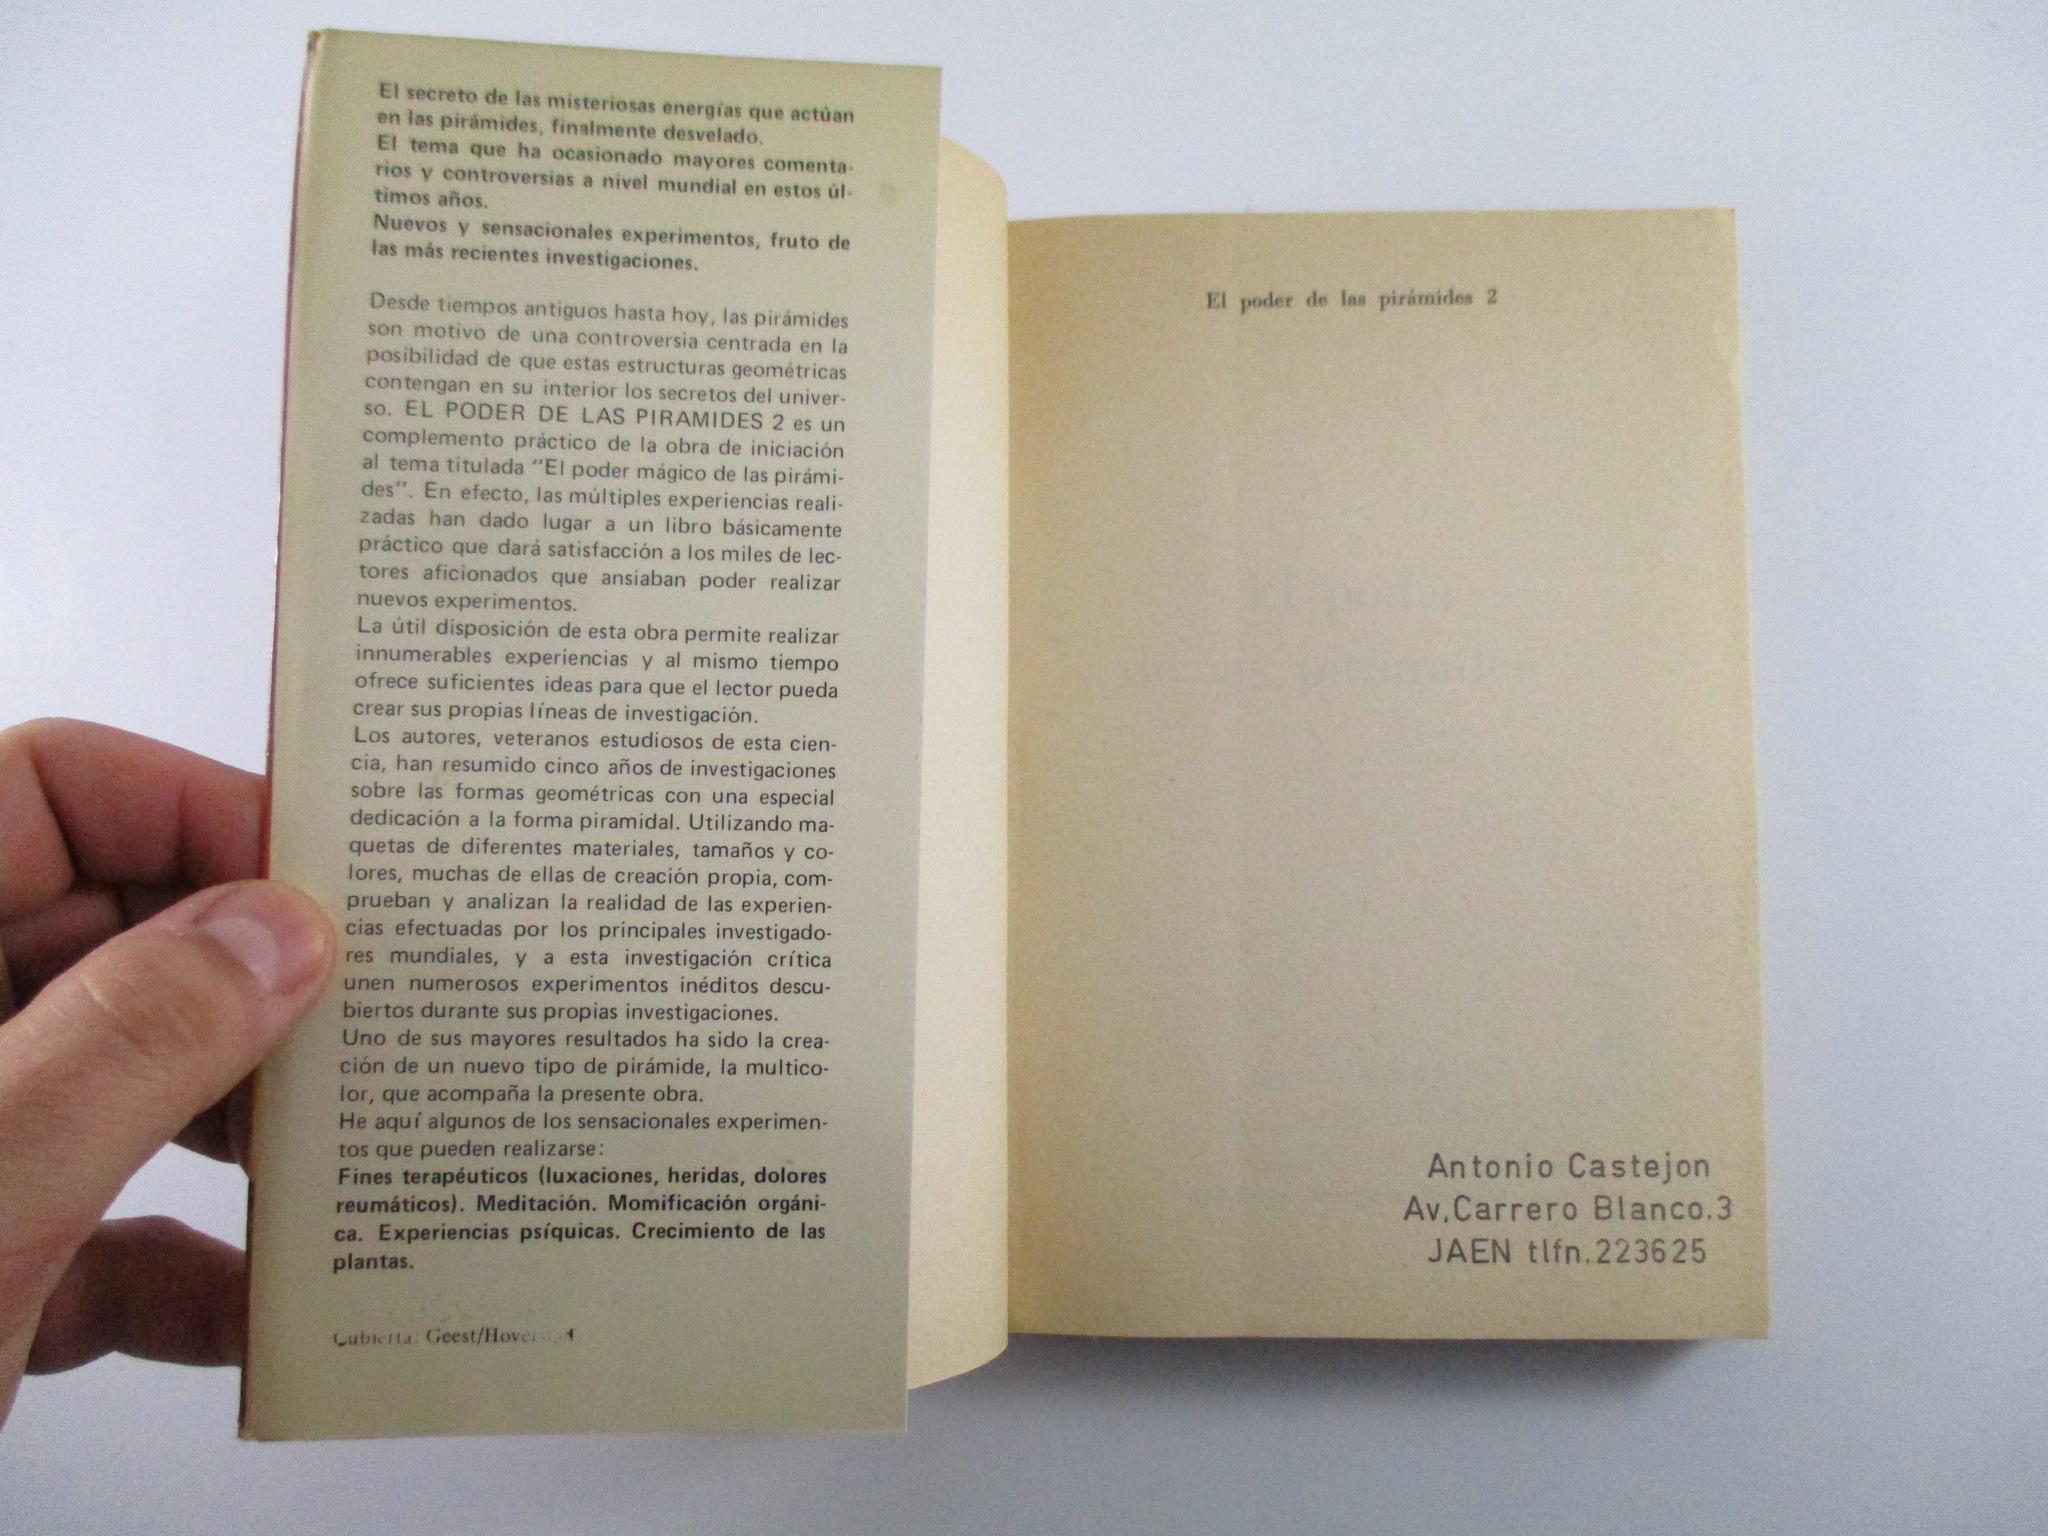 El secreto de las misteriosas energías que actúan
en las pirámides, finalmente desvelado.
El tema que ha ocasionado mayores comenta-
rios y controversias a nivel mundial en estos úl-
timos años.
Nuevos y sensacionales experimentos, fruto de
las más recientes investigaciones.
Desde tiempos antiguos hasta hoy, las pirámides
son motivo de una controversia centrada en la
posibilidad de que estas estructuras geométricas
contengan en su interior los secretos del univer-
so. EL PODER DE LAS PIRAMIDES 2 es un
complemento práctico de la obra de iniciación
al tema titulada "El poder mágico de las pirámi-
des". En efecto, las múltiples experiencias reali-
zadas han dado lugar a un libro básicamente
práctico que dará satisfacción a los miles de lec-
tores aficionados que ansiaban poder realizar
nuevos experimentos.
La útil disposición de esta obra permite realizar
innumerables experiencias y al mismo tiempo
ofrece suficientes ideas para que el lector pueda
crear sus propias líneas de investigación.
Los autores, veteranos estudiosos de esta cien-
cia, han resumido cinco años de investigaciones
sobre las formas geométricas con una especial
dedicación a la forma piramidal. Utilizando ma-
quetas de diferentes materiales, tamaños y co-
lores, muchas de ellas de creación propia, com-
prueban y analizan la realidad de las experien-
cias efectuadas por los principales investigado-
res mundiales, y a esta investigación crítica
unen numerosos experimentos inéditos descu-
biertos durante sus propias investigaciones.
Uno de sus mayores resultados ha sido la crea-
ción de un nuevo tipo de pirámide, la multico-
lor, que acompaña la presente obra.
He aquí algunos de los sensacionales experimen-
tos que pueden realizarse:
Fines terapéuticos (luxaciones, heridas, dolores
reumáticos). Meditación. Momificación orgáni-
ca. Experiencias psíquicas. Crecimiento de las
plantas.
Cubierta: Geest/Hoverstad
El poder de las pirámides 2
Antonio Castejon
Av,Carrero Blanco.3
JAEN tlfn.223625